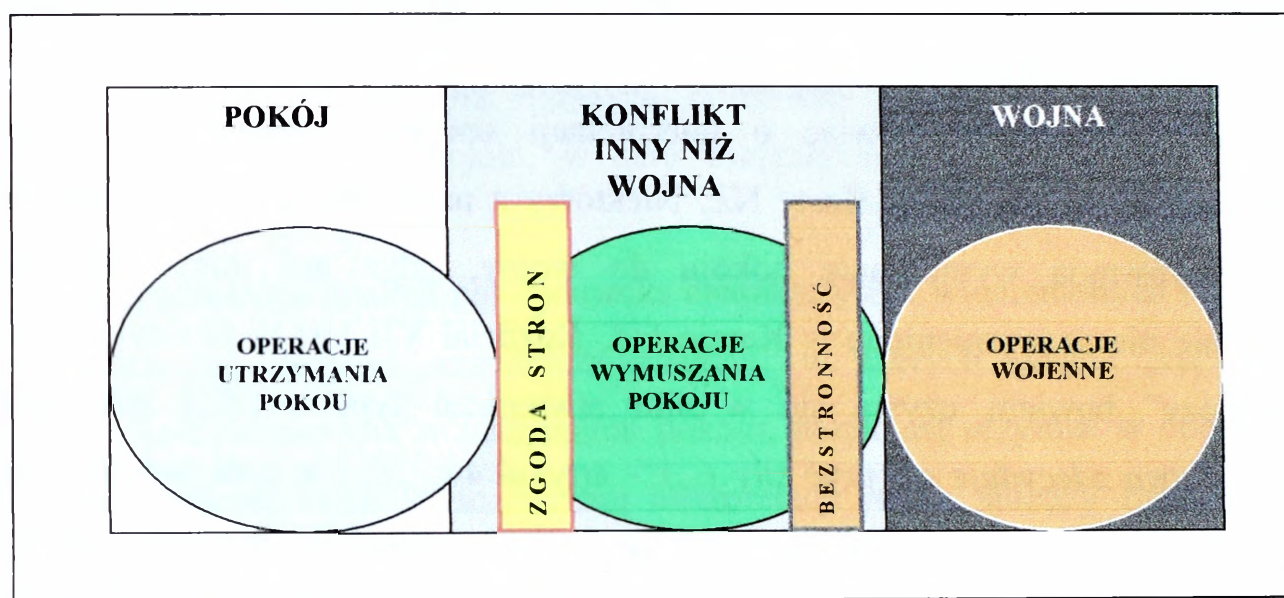 POKÓJ
KONFLIKT
INNY NIŻ
WOJNA
WOJNA
OPERACJE
UTRZYMANIA
POKOU
ZGODA STRON
OPERACJE
WYMUSZANIA
POKOJU
BEZSTRONNOŚĆ
OPERACJE
WOJENNE